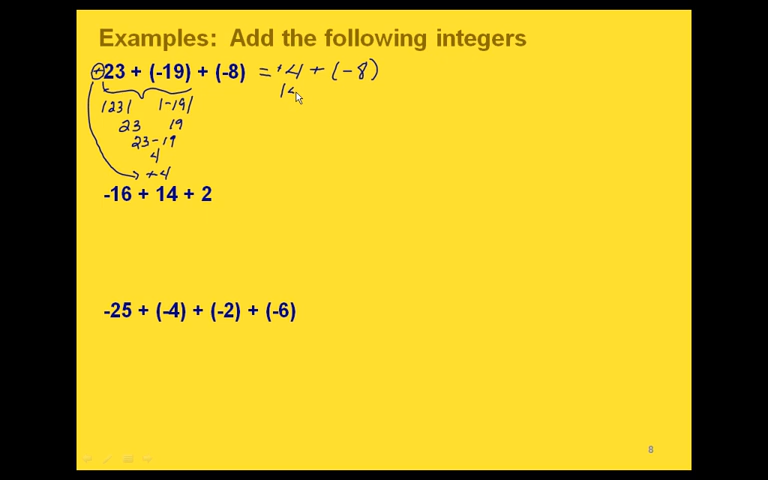 Examples: Add the following integers
+23 + (-19) + (-8) = +4 + (-8)
|23| |-19| |4
23 19
23-19
4
+4
-16 + 14 + 2
-25 + (-4) + (-2) + (-6)
8